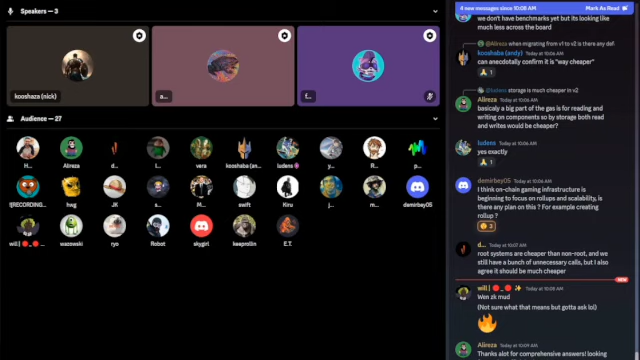 Speakers — 3
kooshaza (nick)
a...
f...
Audience — 27
H...
Alireza
d...
l...
vera
kooshaba (an...
ludens
y...
R...
p...
![RECORDING...
hwg
JK
s...
M...
swift
Kiru
j...
m...
demirbey05
will | 🔴_🔴 ...
wazowski
ryo
Robot
skygirl
keeprollin
E.T.
4 new messages since 10:08 AM
Mark As Read
we don't have benchmarks yet but its looking
much less across the board
@Alireza when migrating from v1 to v2 is there any def
kooshaba (andy) Today at 10:06 AM
can anecdotally confirm it is "way cheaper"
🙏 1
@ludens storage is much cheaper in v2
Alireza Today at 10:06 AM
basicaly a big part of the gas is for reading and
writing on components so by storage both read
and writes would be cheaper?
ludens Today at 10:06 AM
yes exactly
🙏 1
demirbey05 Today at 10:06 AM
I think on-chain gaming infrastructure is
beginning to focus on rollups and scalability, is
there any plan on this ? For example creating
rollup ?
3
d... Today at 10:07 AM
root systems are cheaper than non-root, and we
still have a bunch of unnecessary calls, but I also
agree it should be much cheaper
NEW
will | 🔴_🔴 ✨ Today at 10:08 AM
Wen zk mud
(Not sure what that means but gotta ask lol)
🔥
Alireza Today at 10:09 AM
Thanks alot for comprehensive answers! looking